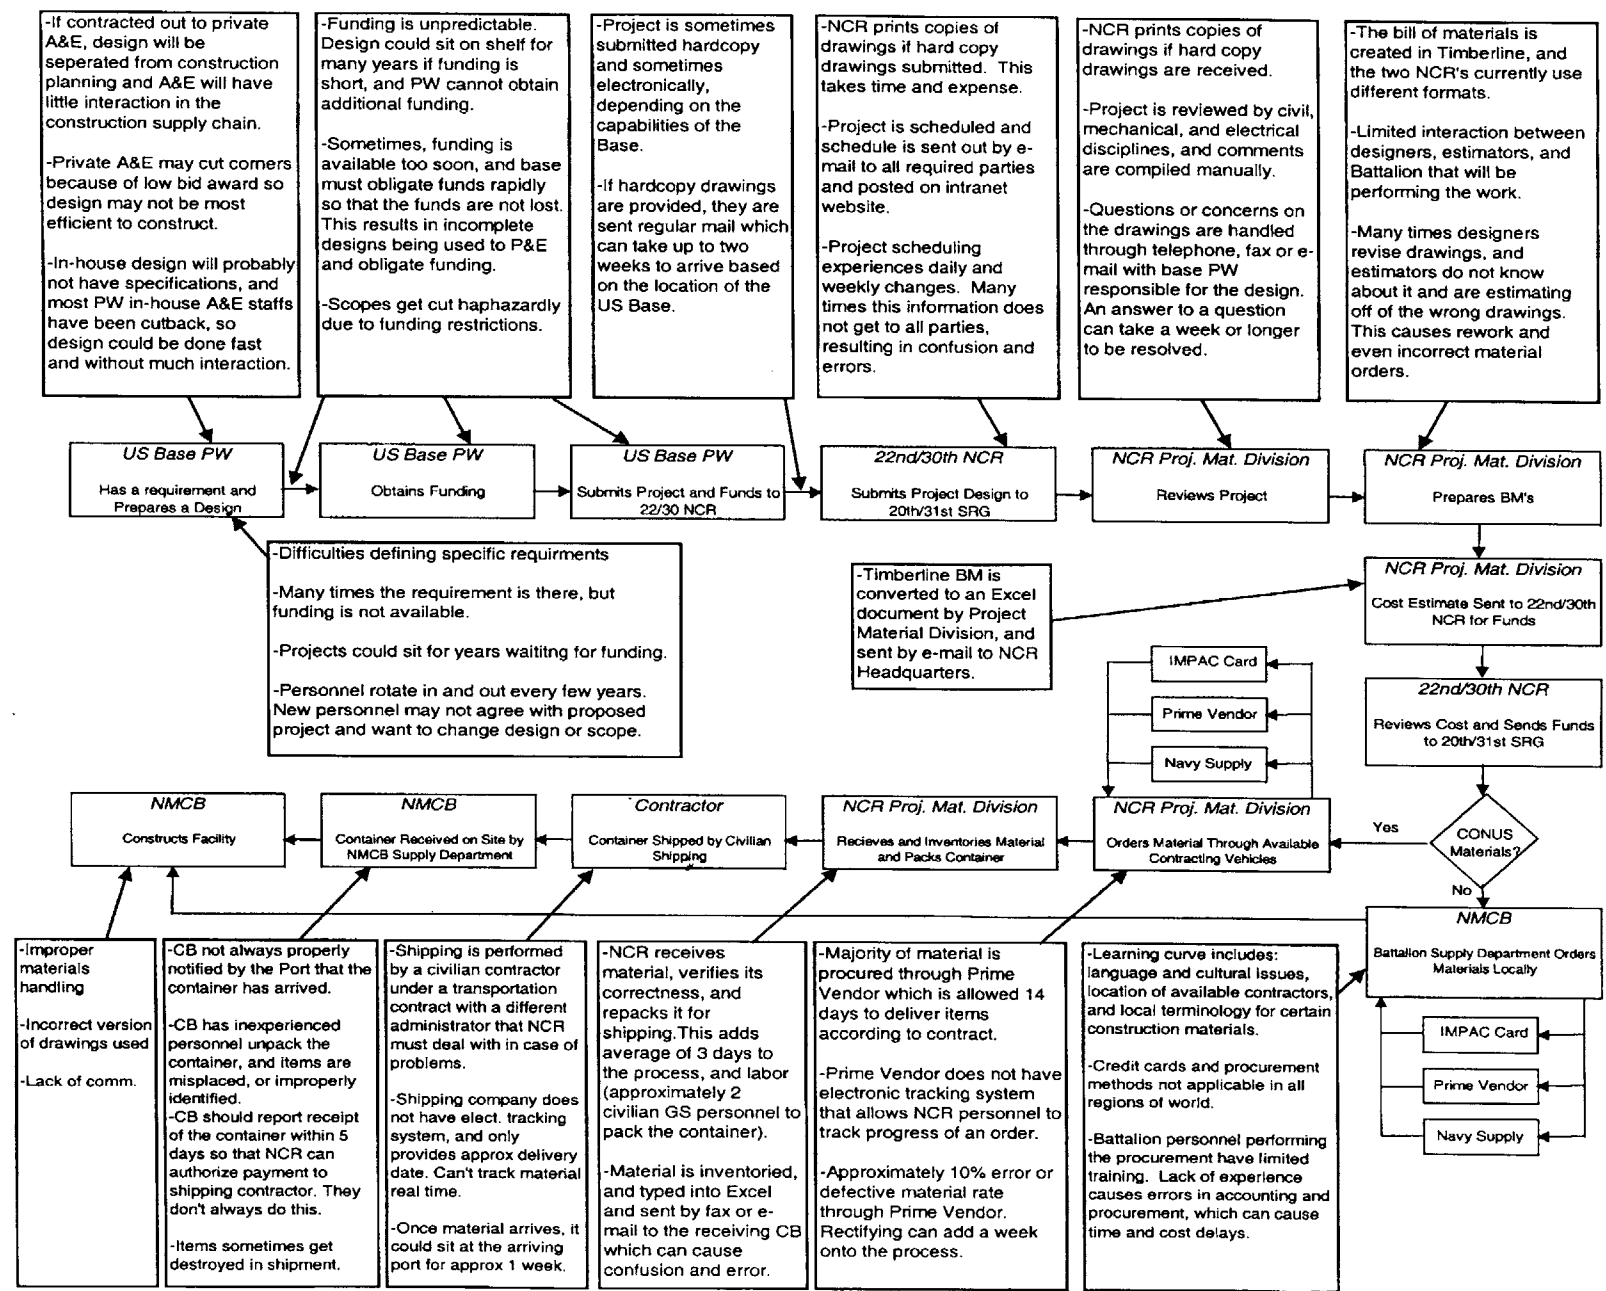 -If contracted out to private
A&E, design will be
seperated from construction
planning and A&E will have
little interaction in the
construction supply chain.
-Private A&E may cut corners
because of low bid award so
design may not be most
efficient to construct.
-In-house design will probably
not have specifications, and
most PW in-house A&E staffs
have been cutback, so
design could be done fast
and without much interaction.
-Funding is unpredictable.
Design could sit on shelf for
many years if funding is
short, and PW cannot obtain
additional funding.
-Sometimes, funding is
available too soon, and base
must obligate funds rapidly
so that the funds are not lost.
This results in incomplete
designs being used to P&E
and obligate funding.
-Scopes get cut haphazardly
due to funding restrictions.
-Project is sometimes
submitted hardcopy
and sometimes
electronically,
depending on the
capabilities of the
Base.
-If hardcopy drawings
are provided, they are
sent regular mail which
can take up to two
weeks to arrive based
on the location of the
US Base.
-NCR prints copies of
drawings if hard copy
drawings submitted. This
takes time and expense.
-Project is scheduled and
schedule is sent out by e-
mail to all required parties
and posted on intranet
website.
-Project scheduling
experiences daily and
weekly changes. Many
times this information does
not get to all parties,
resulting in confusion and
errors.
-NCR prints copies of
drawings if hard copy
drawings are received.
-Project is reviewed by civil,
mechanical, and electrical
disciplines, and comments
are compiled manually.
-Questions or concerns on
the drawings are handled
through telephone, fax or e-
mail with base PW
responsible for the design.
An answer to a question
can take a week or longer
to be resolved.
-The bill of materials is
created in Timberline, and
the two NCR's currently use
different formats.
-Limited interaction between
designers, estimators, and
Battalion that will be
performing the work.
-Many times designers
revise drawings, and
estimators do not know
about it and are estimating
off of the wrong drawings.
This causes rework and
even incorrect material
orders.
US Base PW
Has a requirement and
Prepares a Design
US Base PW
Obtains Funding
US Base PW
Submits Project and Funds to
22/30 NCR
22nd/30th NCR
Submits Project Design to
20th/31st SRG
NCR Proj. Mat. Division
Reviews Project
NCR Proj. Mat. Division
Prepares BM's
-Difficulties defining specific requirments
-Many times the requirement is there, but
funding is not available.
-Projects could sit for years waititng for funding.
-Personnel rotate in and out every few years.
New personnel may not agree with proposed
project and want to change design or scope.
-Timberline BM is
converted to an Excel
document by Project
Material Division, and
sent by e-mail to NCR
Headquarters.
NCR Proj. Mat. Division
Cost Estimate Sent to 22nd/30th
NCR for Funds
IMPAC Card
Prime Vendor
Navy Supply
22nd/30th NCR
Reviews Cost and Sends Funds
to 20th/31st SRG
NMCB
Constructs Facility
NMCB
Container Received on Site by
NMCB Supply Department
Contractor
Container Shipped by Civilian
Shipping
NCR Proj. Mat. Division
Recieves and Inventories Material
and Packs Container
NCR Proj. Mat. Division
Orders Material Through Available
Contracting Vehicles
Yes
CONUS
Materials?
No
NMCB
Battalion Supply Department Orders
Materials Locally
IMPAC Card
Prime Vendor
Navy Supply
-Improper
materials
handling
-Incorrect version
of drawings used
-Lack of comm.
-CB not always properly
notified by the Port that the
container has arrived.
-CB has inexperienced
personnel unpack the
container, and items are
misplaced, or improperly
identified.
-CB should report receipt
of the container within 5
days so that NCR can
authorize payment to
shipping contractor. They
don't always do this.
-Items sometimes get
destroyed in shipment.
-Shipping is performed
by a civilian contractor
under a transportation
contract with a different
administrator that NCR
must deal with in case of
problems.
-Shipping company does
not have elect. tracking
system, and only
provides approx delivery
date. Can't track material
real time.
-Once material arrives, it
could sit at the arriving
port for approx 1 week.
-NCR receives
material, verifies its
correctness, and
repacks it for
shipping.This adds
average of 3 days to
the process, and labor
(approximately 2
civilian GS personnel to
pack the container).
-Material is inventoried,
and typed into Excel
and sent by fax or e-
mail to the receiving CB
which can cause
confusion and error.
-Majority of material is
procured through Prime
Vendor which is allowed 14
days to deliver items
according to contract.
-Prime Vendor does not have
electronic tracking system
that allows NCR personnel to
track progress of an order.
-Approximately 10% error or
defective material rate
through Prime Vendor.
Rectifying can add a week
onto the process.
-Learning curve includes:
language and cultural issues,
location of available contractors,
and local terminology for certain
construction materials.
-Credit cards and procurement
methods not applicable in all
regions of world.
-Battalion personnel performing
the procurement have limited
training. Lack of experience
causes errors in accounting and
procurement, which can cause
time and cost delays.